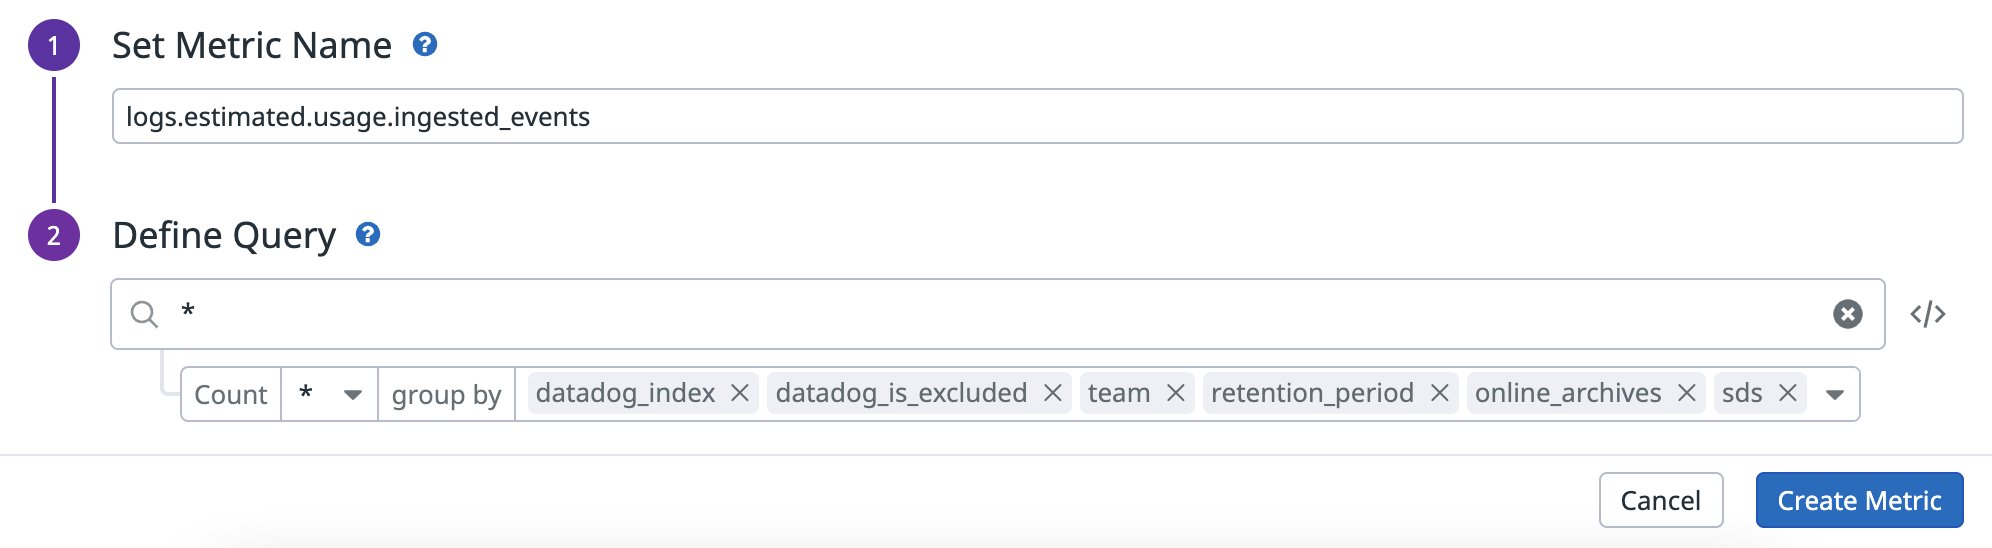 1 Set Metric Name ?
logs.estimated.usage.ingested_events
2 Define Query ?
* </>
Count * group by datadog_index datadog_is_excluded team retention_period online_archives sds
Cancel Create Metric